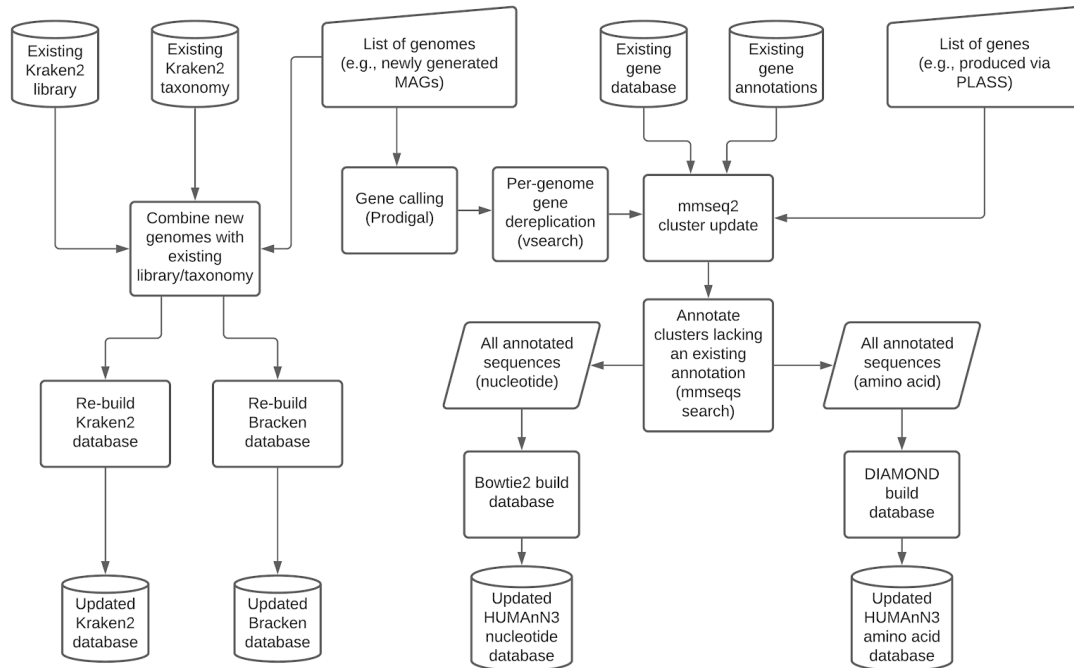 Existing
Kraken2
library
Existing
Kraken2
taxonomy
List of genomes
(e.g., newly generated
MAGs)
Existing
gene
database
Existing
gene
annotations
List of genes
(e.g., produced via
PLASS)
Combine new
genomes with
existing
library/taxonomy
Gene calling
(Prodigal)
Per-genome
gene
dereplication
(vsearch)
mmseq2
cluster update
All annotated
sequences
(nucleotide)
Annotate
clusters lacking
an existing
annotation
(mmseqs
search)
All annotated
sequences
(amino acid)
Re-build
Kraken2
database
Re-build
Bracken
database
Bowtie2 build
database
DIAMOND
build
database
Updated
Kraken2
database
Updated
Bracken
database
Updated
HUMAnN3
nucleotide
database
Updated
HUMAnN3
amino acid
database